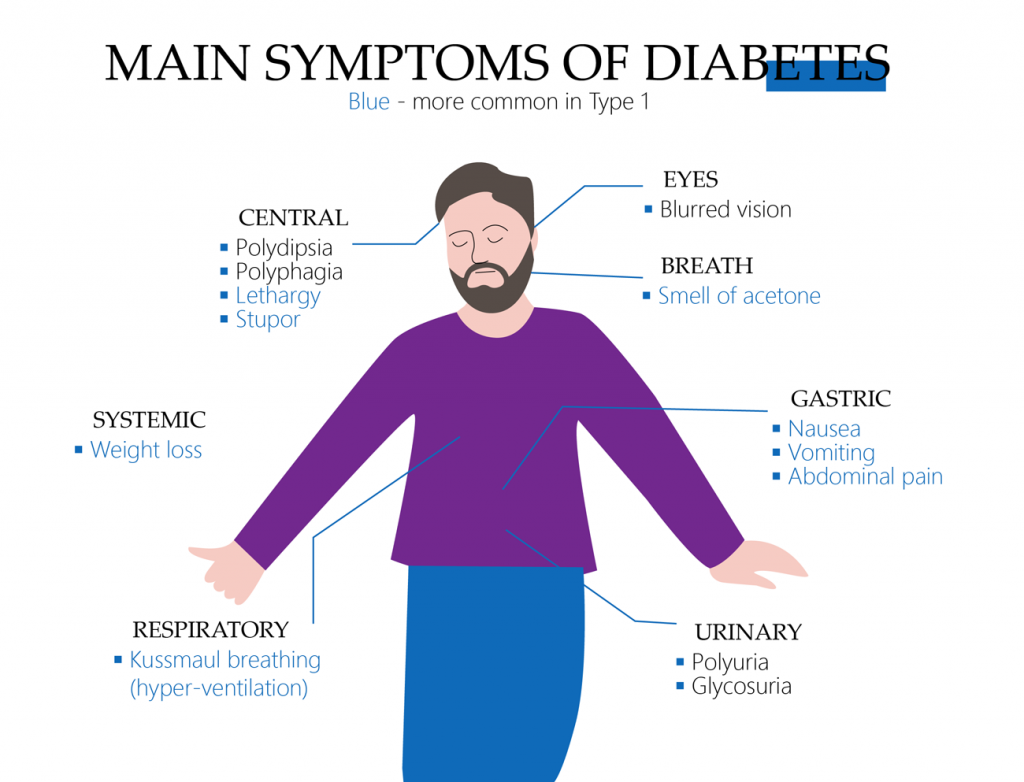 MAIN SYMPTOMS OF DIABETES
Blue - more common in Type 1
CENTRAL
▪ Polydipsia
▪ Polyphagia
▪ Lethargy
▪ Stupor
EYES
▪ Blurred vision
BREATH
▪ Smell of acetone
SYSTEMIC
▪ Weight loss
GASTRIC
▪ Nausea
▪ Vomiting
▪ Abdominal pain
RESPIRATORY
▪ Kussmaul breathing
(hyper-ventilation)
URINARY
▪ Polyuria
▪ Glycosuria